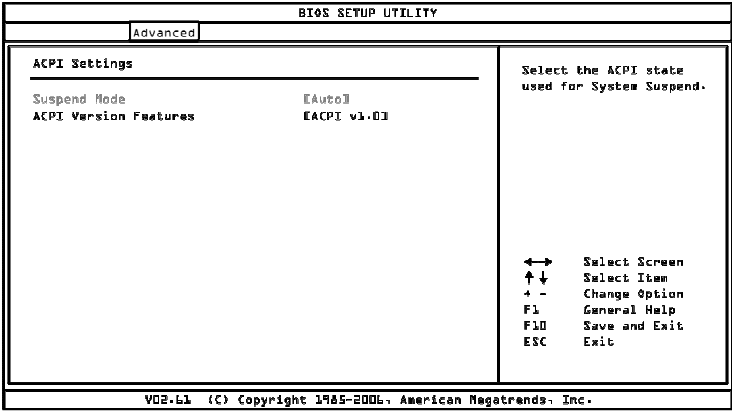 BIOS SETUP UTILITY
Advanced
ACPI Settings
Suspend Mode [Auto]
ACPI Version Features [ACPI v1.0]
Select the ACPI state
used for System Suspend.
←→ Select Screen
↑↓ Select Item
+ - Change Option
F1 General Help
F10 Save and Exit
ESC Exit
V02.61 (C) Copyright 1985-2006, American Megatrends, Inc.